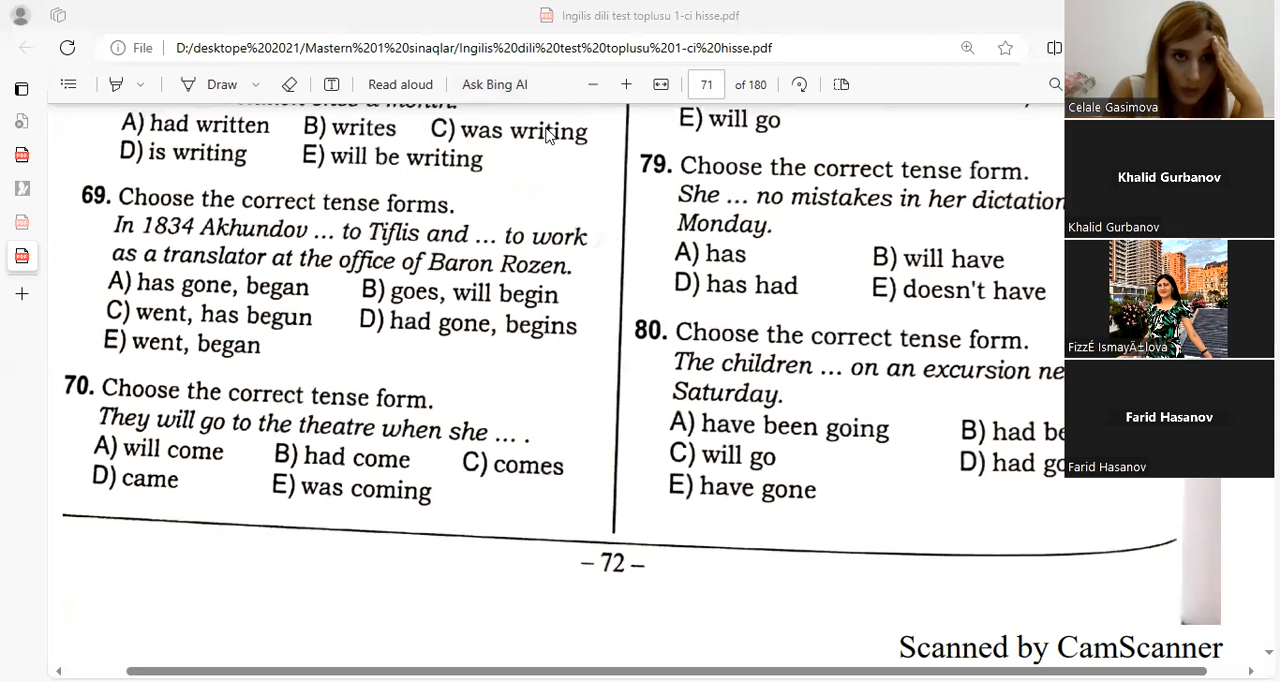 Ingilis dili test toplusu 1-ci hisse.pdf
File D:/desktope%202021/Mastern%201%20sinaqlar/Ingilis%20dili%20test%20toplusu%201-ci%20hisse.pdf
Draw Read aloud Ask Bing AI 71 of 180
A) had written B) writes C) was writing
D) is writing E) will be writing
69. Choose the correct tense forms.
In 1834 Akhundov ... to Tiflis and ... to work
as a translator at the office of Baron Rozen.
A) has gone, began B) goes, will begin
C) went, has begun D) had gone, begins
E) went, began
70. Choose the correct tense form.
They will go to the theatre when she ... .
A) will come B) had come C) comes
D) came E) was coming
E) will go
79. Choose the correct tense form.
She ... no mistakes in her dictation
Monday.
A) has B) will have
D) has had E) doesn't have
80. Choose the correct tense form.
The children ... on an excursion ne
Saturday.
A) have been going B) had be
C) will go D) had go
E) have gone
– 72 –
Scanned by CamScanner
Celale Gasimova
Khalid Gurbanov
Khalid Gurbanov
FizzÉ IsmayÄ±lova
Farid Hasanov
Farid Hasanov